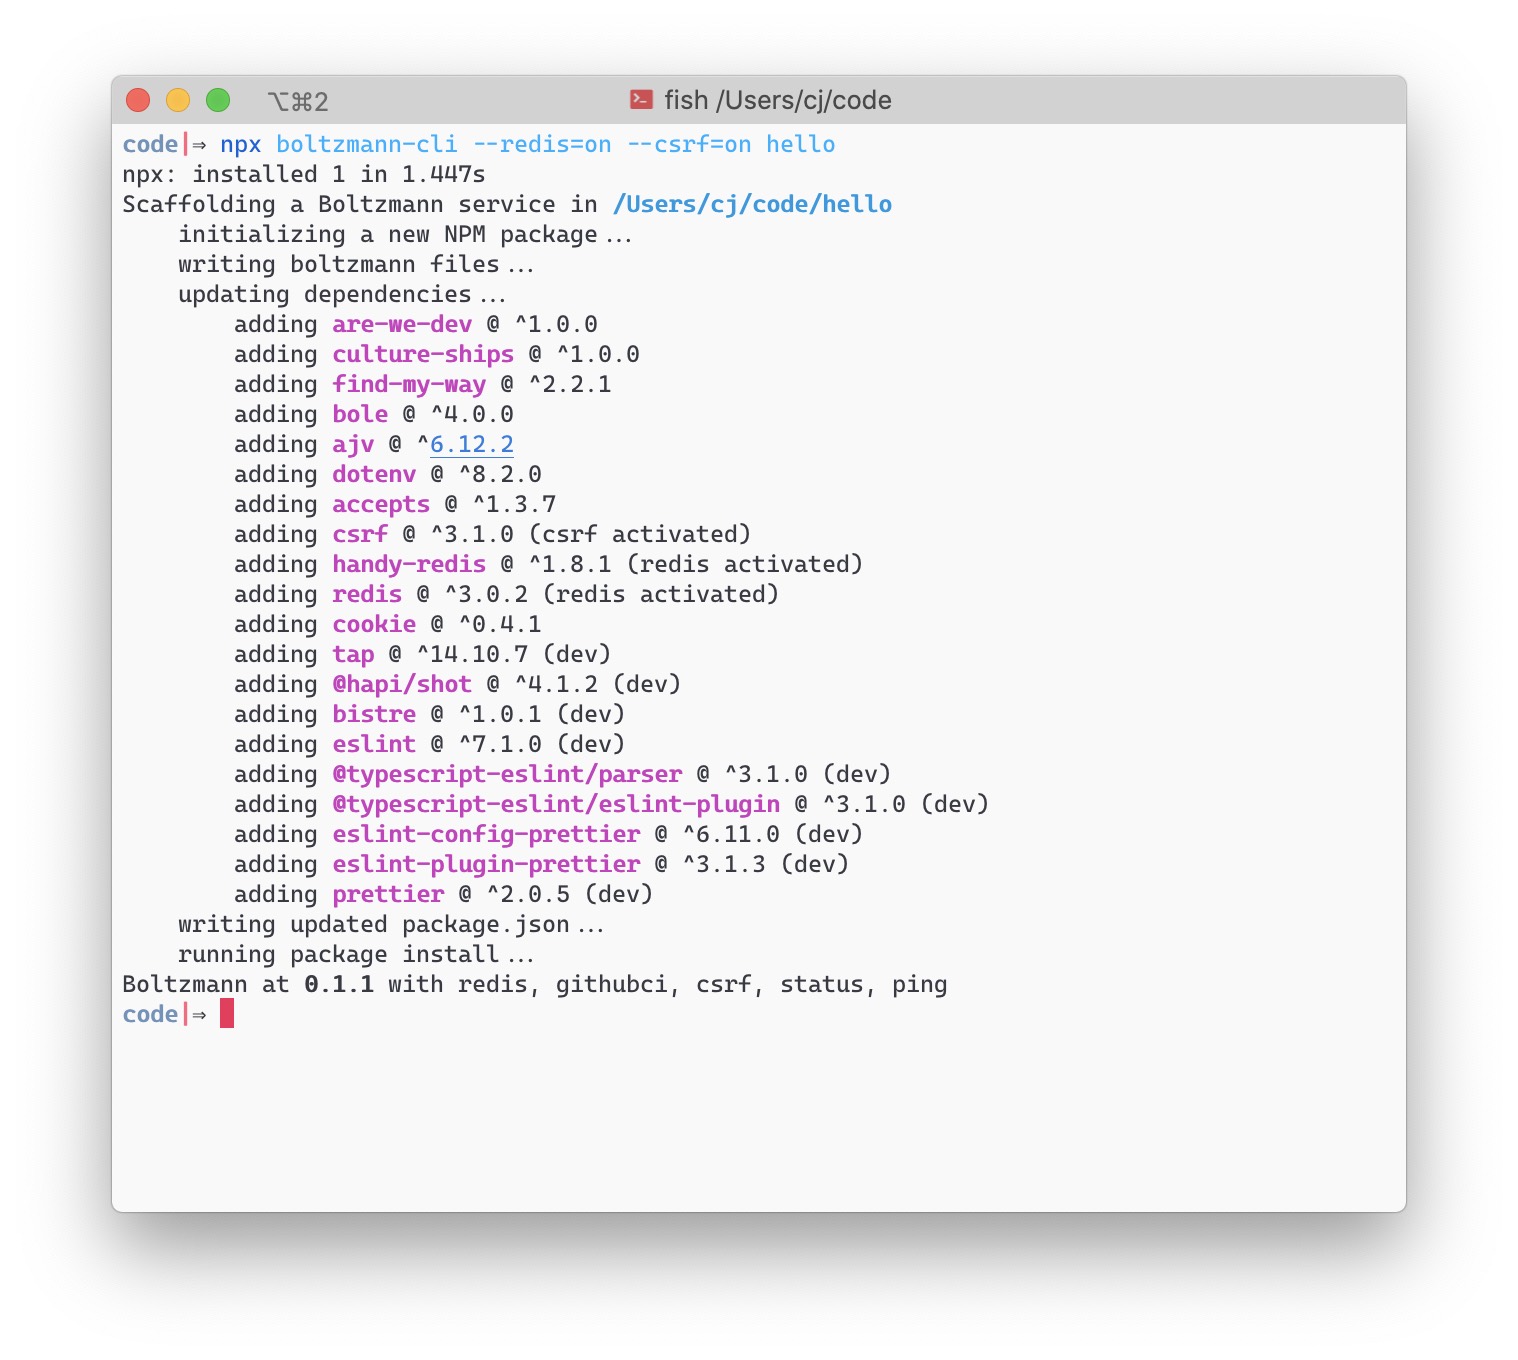 ⌥⌘2
fish /Users/cj/code
code|⇒ npx boltzmann-cli --redis=on --csrf=on hello
npx: installed 1 in 1.447s
Scaffolding a Boltzmann service in /Users/cj/code/hello
    initializing a new NPM package...
    writing boltzmann files...
    updating dependencies...
        adding are-we-dev @ ^1.0.0
        adding culture-ships @ ^1.0.0
        adding find-my-way @ ^2.2.1
        adding bole @ ^4.0.0
        adding ajv @ ^6.12.2
        adding dotenv @ ^8.2.0
        adding accepts @ ^1.3.7
        adding csrf @ ^3.1.0 (csrf activated)
        adding handy-redis @ ^1.8.1 (redis activated)
        adding redis @ ^3.0.2 (redis activated)
        adding cookie @ ^0.4.1
        adding tap @ ^14.10.7 (dev)
        adding @hapi/shot @ ^4.1.2 (dev)
        adding bistre @ ^1.0.1 (dev)
        adding eslint @ ^7.1.0 (dev)
        adding @typescript-eslint/parser @ ^3.1.0 (dev)
        adding @typescript-eslint/eslint-plugin @ ^3.1.0 (dev)
        adding eslint-config-prettier @ ^6.11.0 (dev)
        adding eslint-plugin-prettier @ ^3.1.3 (dev)
        adding prettier @ ^2.0.5 (dev)
    writing updated package.json...
    running package install...
Boltzmann at 0.1.1 with redis, githubci, csrf, status, ping
code|⇒